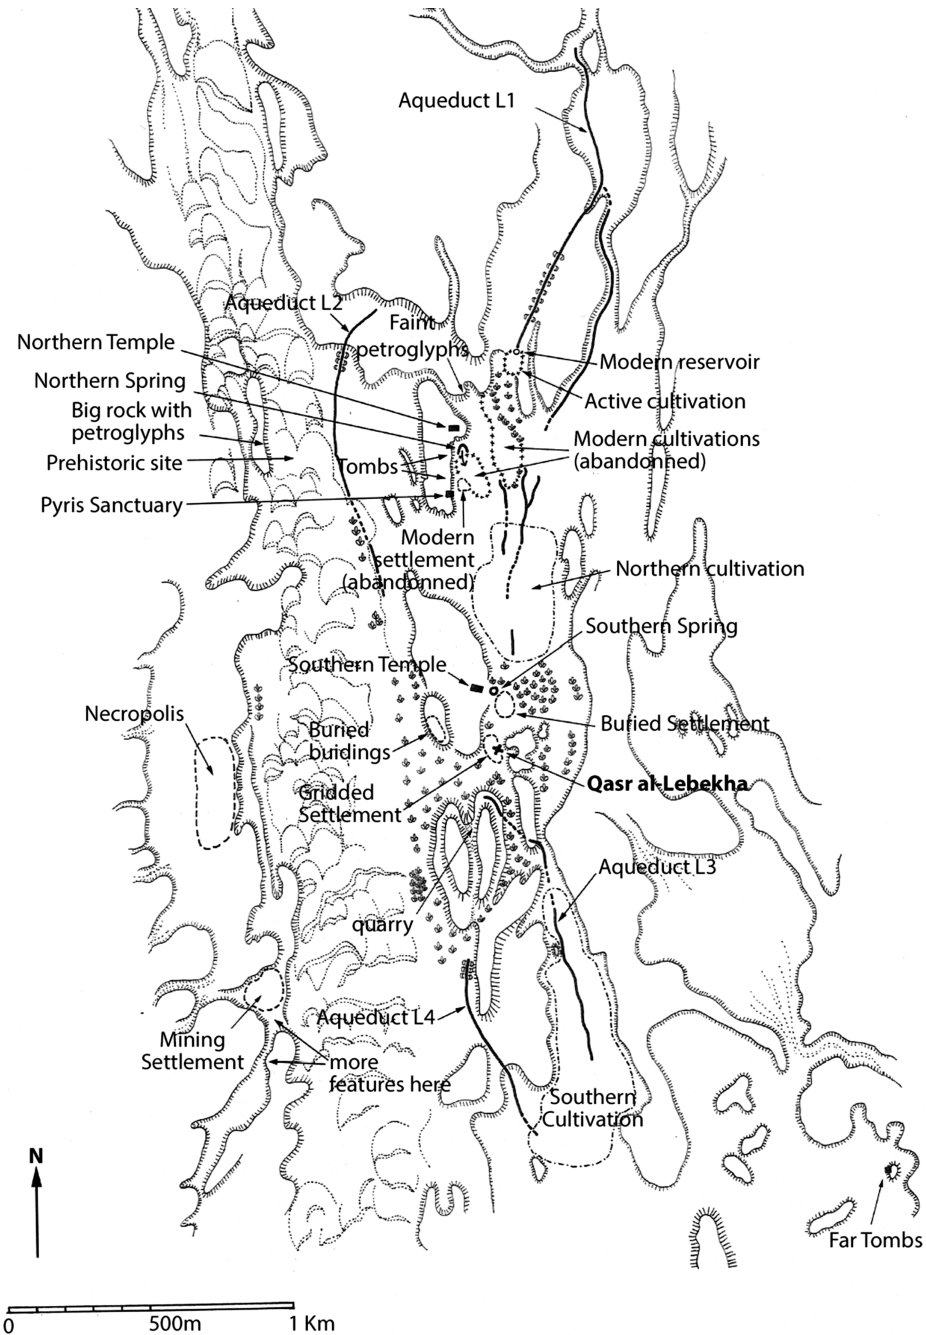 Aqueduct L1
Aqueduct L2
Faint
petroglyphs
Northern Temple
Modern reservoir
Northern Spring
Active cultivation
Big rock with
petroglyphs
Modern cultivations
(abandonned)
Prehistoric site
Tombs
Pyris Sanctuary
Modern
settlement
(abandonned)
Northern cultivation
Southern Spring
Southern Temple
Necropolis
Buried Settlement
Buried
buidings
Qasr al-Lebekha
Gridded
Settlement
Aqueduct L3
quarry
Aqueduct L4
Mining
Settlement
more
features here
Southern
Cultivation
N
Far Tombs
0 500m 1 Km